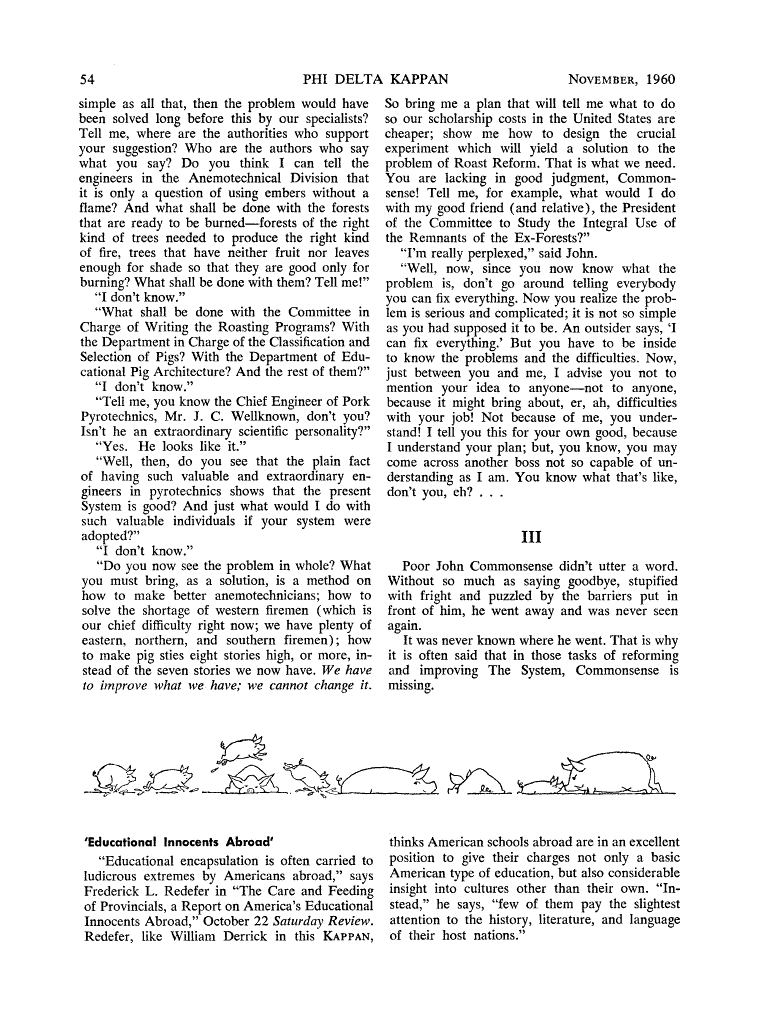 54
PHI DELTA KAPPAN
NOVEMBER, 1960
simple as all that, then the problem would have
been solved long before this by our specialists?
Tell me, where are the authorities who support
your suggestion? Who are the authors who say
what you say? Do you think I can tell the
engineers in the Anemotechnical Division that
it is only a question of using embers without a
flame? And what shall be done with the forests
that are ready to be burned—forests of the right
kind of trees needed to produce the right kind
of fire, trees that have neither fruit nor leaves
enough for shade so that they are good only for
burning? What shall be done with them? Tell me!"
"I don't know."
"What shall be done with the Committee in
Charge of Writing the Roasting Programs? With
the Department in Charge of the Classification and
Selection of Pigs? With the Department of Edu-
cational Pig Architecture? And the rest of them?"
"I don't know."
"Tell me, you know the Chief Engineer of Pork
Pyrotechnics, Mr. J. C. Wellknown, don't you?
Isn't he an extraordinary scientific personality?"
"Yes. He looks like it."
"Well, then, do you see that the plain fact
of having such valuable and extraordinary en-
gineers in pyrotechnics shows that the present
System is good? And just what would I do with
such valuable individuals if your system were
adopted?"
"I don't know."
"Do you now see the problem in whole? What
you must bring, as a solution, is a method on
how to make better anemotechnicians; how to
solve the shortage of western firemen (which is
our chief difficulty right now; we have plenty of
eastern, northern, and southern firemen); how
to make pig sties eight stories high, or more, in-
stead of the seven stories we now have. We have
to improve what we have; we cannot change it.
So bring me a plan that will tell me what to do
so our scholarship costs in the United States are
cheaper; show me how to design the crucial
experiment which will yield a solution to the
problem of Roast Reform. That is what we need.
You are lacking in good judgment, Common-
sense! Tell me, for example, what would I do
with my good friend (and relative), the President
of the Committee to Study the Integral Use of
the Remnants of the Ex-Forests?"
"I'm really perplexed," said John.
"Well, now, since you now know what the
problem is, don't go around telling everybody
you can fix everything. Now you realize the prob-
lem is serious and complicated; it is not so simple
as you had supposed it to be. An outsider says, 'I
can fix everything.' But you have to be inside
to know the problems and the difficulties. Now,
just between you and me, I advise you not to
mention your idea to anyone—not to anyone,
because it might bring about, er, ah, difficulties
with your job! Not because of me, you under-
stand! I tell you this for your own good, because
I understand your plan; but, you know, you may
come across another boss not so capable of un-
derstanding as I am. You know what that's like,
don't you, eh? . . .
III
Poor John Commonsense didn't utter a word.
Without so much as saying goodbye, stupified
with fright and puzzled by the barriers put in
front of him, he went away and was never seen
again.
It was never known where he went. That is why
it is often said that in those tasks of reforming
and improving The System, Commonsense is
missing.
'Educational Innocents Abroad'
"Educational encapsulation is often carried to
ludicrous extremes by Americans abroad," says
Frederick L. Redefer in "The Care and Feeding
of Provincials, a Report on America's Educational
Innocents Abroad," October 22 Saturday Review.
Redefer, like William Derrick in this KAPPAN,
thinks American schools abroad are in an excellent
position to give their charges not only a basic
American type of education, but also considerable
insight into cultures other than their own. "In-
stead," he says, "few of them pay the slightest
attention to the history, literature, and language
of their host nations."